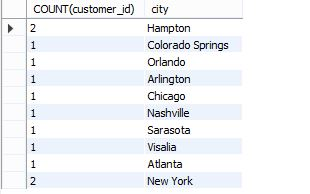 COUNT(customer_id) city
2 Hampton
1 Colorado Springs
1 Orlando
1 Arlington
1 Chicago
1 Nashville
1 Sarasota
1 Visalia
1 Atlanta
2 New York